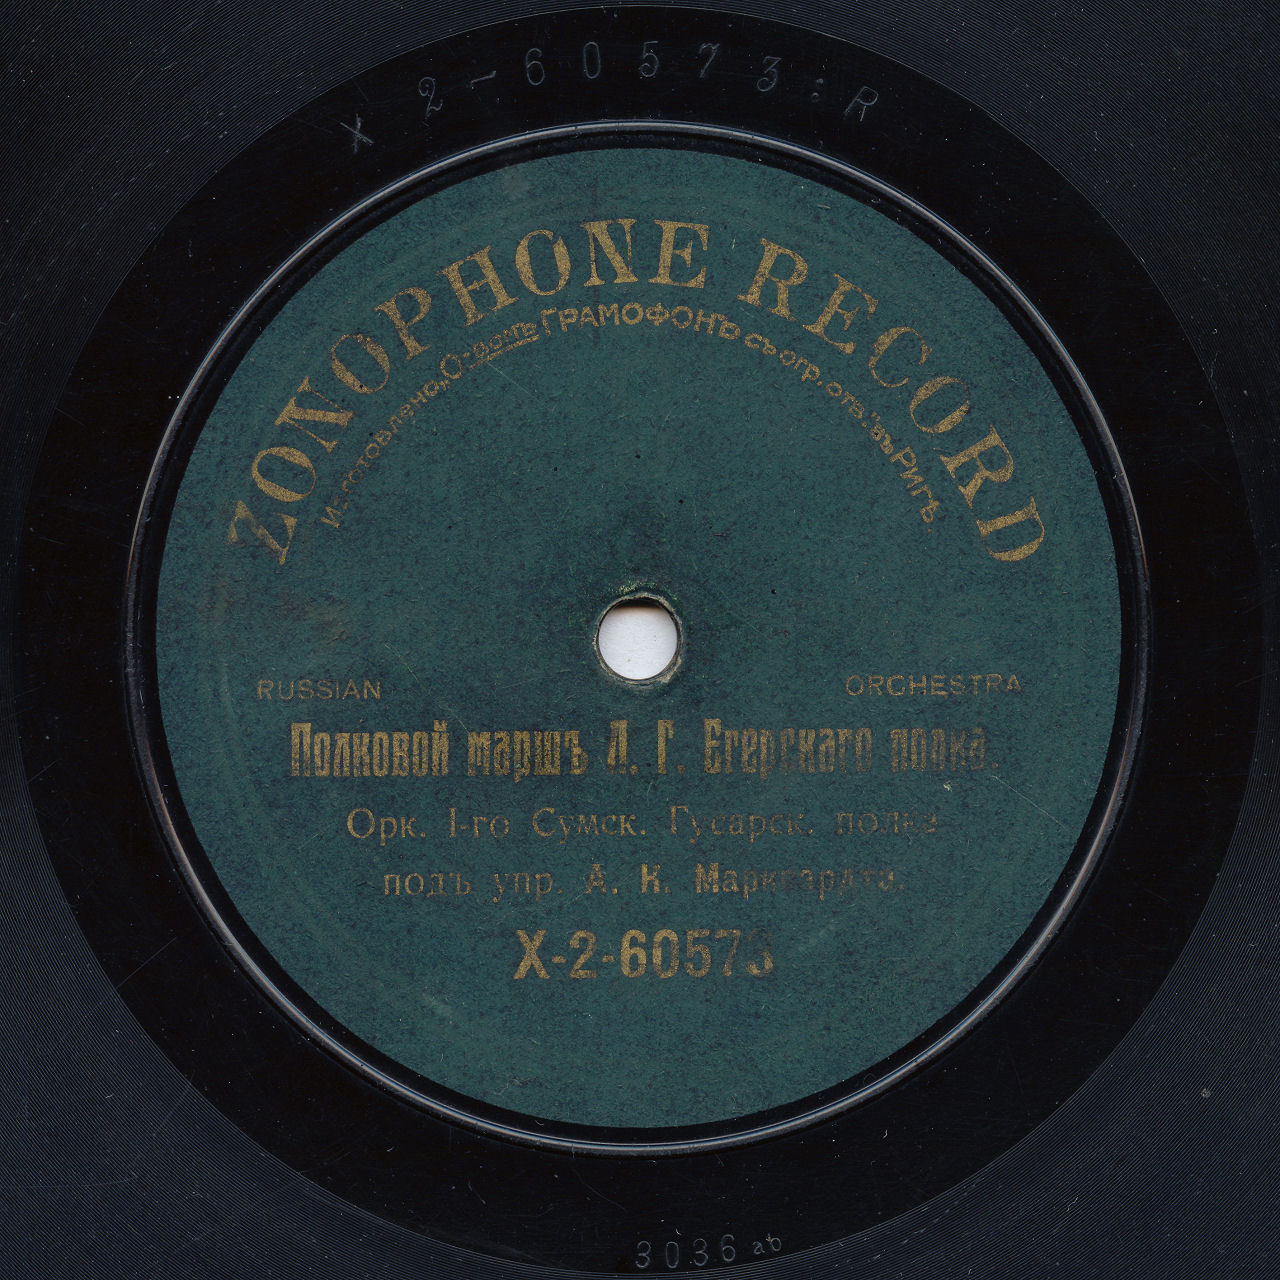 X 2-60573:R
ZONOPHONE RECORD
Изготовлено „О-вомъ ГРАМОФОНЪ съ огр. отв.“ въ Ригѣ.
RUSSIAN ORCHESTRA
Полковой маршъ Л. Г. Егерскаго полка.
Орк. I-го Сумск. Гусарск. полка
подъ упр. А. К. Марквардта.
X-2-60573
3036 ab